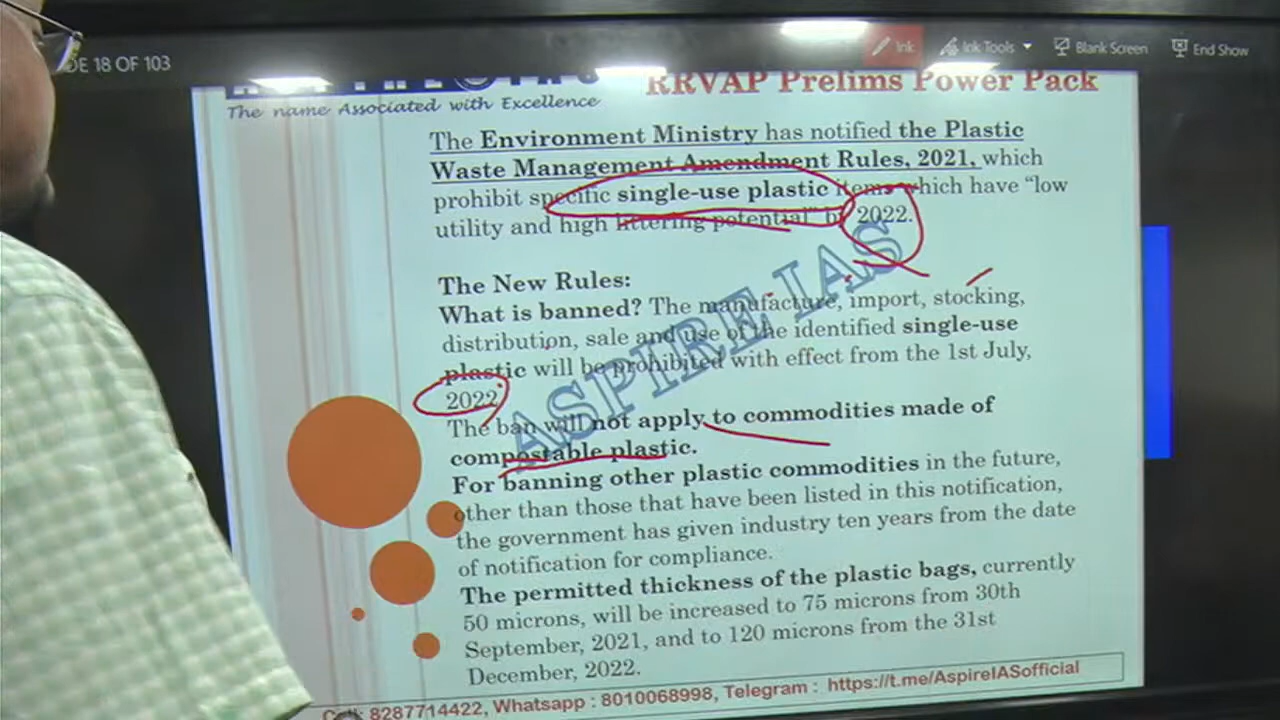 DE 18 OF 103
Ink
Ink Tools
Blank Screen
End Show
RRVAP Prelims Power Pack
The name Associated with Excellence
The Environment Ministry has notified the Plastic
Waste Management Amendment Rules, 2021, which
prohibit specific single-use plastic items which have “low
utility and high littering potential” by 2022.
The New Rules:
What is banned? The manufacture, import, stocking,
distribution, sale and use of the identified single-use
plastic will be prohibited with effect from the 1st July,
2022.
The ban will not apply to commodities made of
compostable plastic.
For banning other plastic commodities in the future,
other than those that have been listed in this notification,
the government has given industry ten years from the date
of notification for compliance.
The permitted thickness of the plastic bags, currently
50 microns, will be increased to 75 microns from 30th
September, 2021, and to 120 microns from the 31st
December, 2022.
ASPIRE IAS
Call: 8287714422, Whatsapp : 8010068998, Telegram : https://t.me/AspireIASofficial